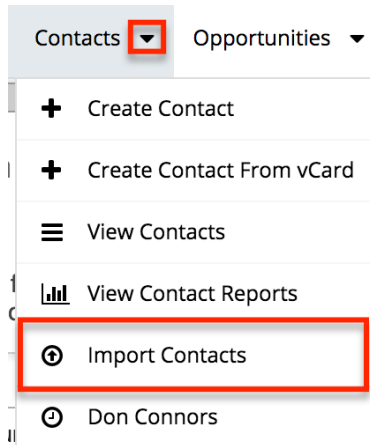 Contacts Opportunities
Create Contact
Create Contact From vCard
View Contacts
View Contact Reports
Import Contacts
Don Connors